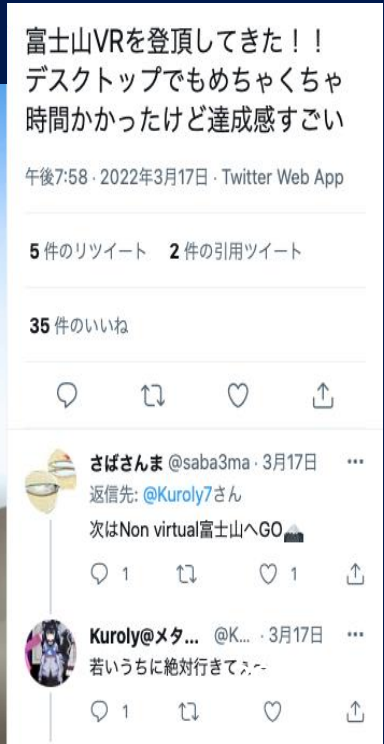 富士山VRを登頂してきた！！
デスクトップでもめちゃくちゃ
時間かかったけど達成感すごい
午後7:58 · 2022年3月17日 · Twitter Web App
5 件のリツイート 2 件の引用ツイート
35 件のいいね
さばさんま @saba3ma · 3月17日
返信先: @Kuroly7さん
次はNon virtual富士山へGO🗻
1 1
Kuroly@メタ... @K... · 3月17日
若いうちに絶対行きてえ
1